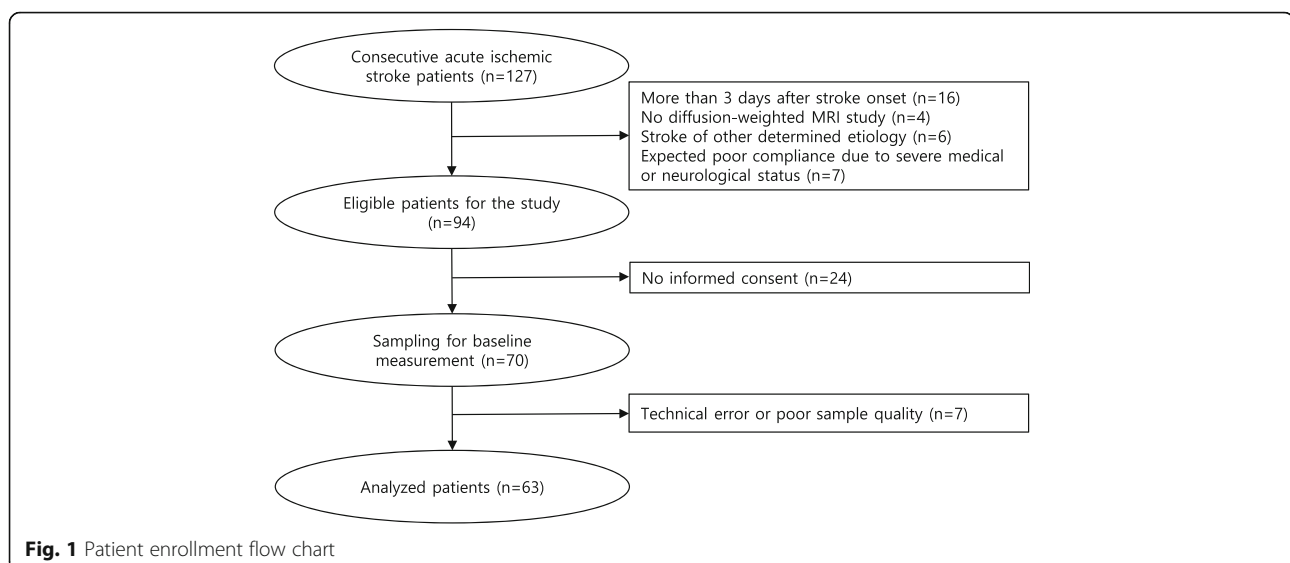 Consecutive acute ischemic
stroke patients (n=127)
More than 3 days after stroke onset (n=16)
No diffusion-weighted MRI study (n=4)
Stroke of other determined etiology (n=6)
Expected poor compliance due to severe medical
or neurological status (n=7)
Eligible patients for the study
(n=94)
No informed consent (n=24)
Sampling for baseline
measurement (n=70)
Technical error or poor sample quality (n=7)
Analyzed patients (n=63)
Fig. 1 Patient enrollment flow chart